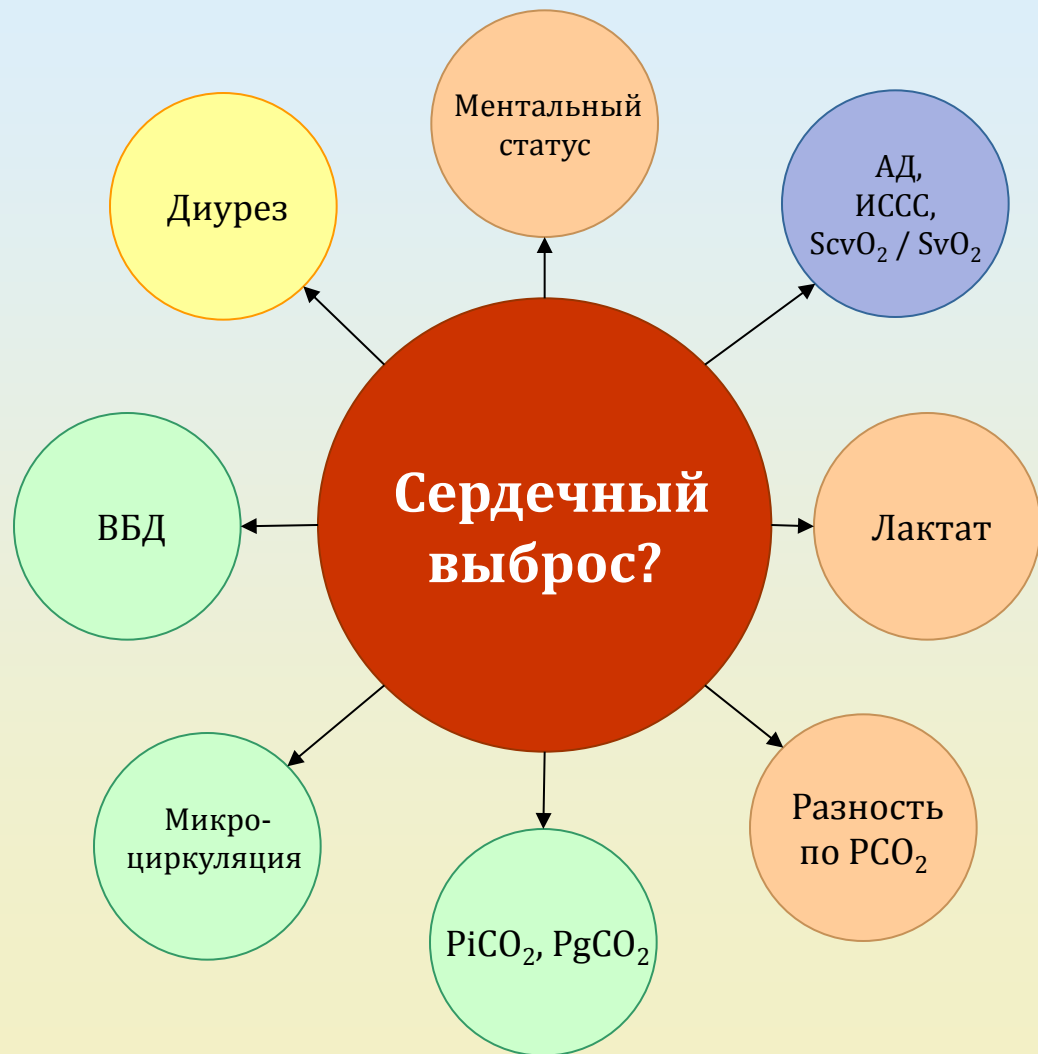 Ментальный
статус
Диурез
АД,
ИССС,
ScvO₂ / SvO₂
ВБД
Сердечный
выброс?
Лактат
Микро-
циркуляция
Разность
по PCO₂
PiCO₂, PgCO₂